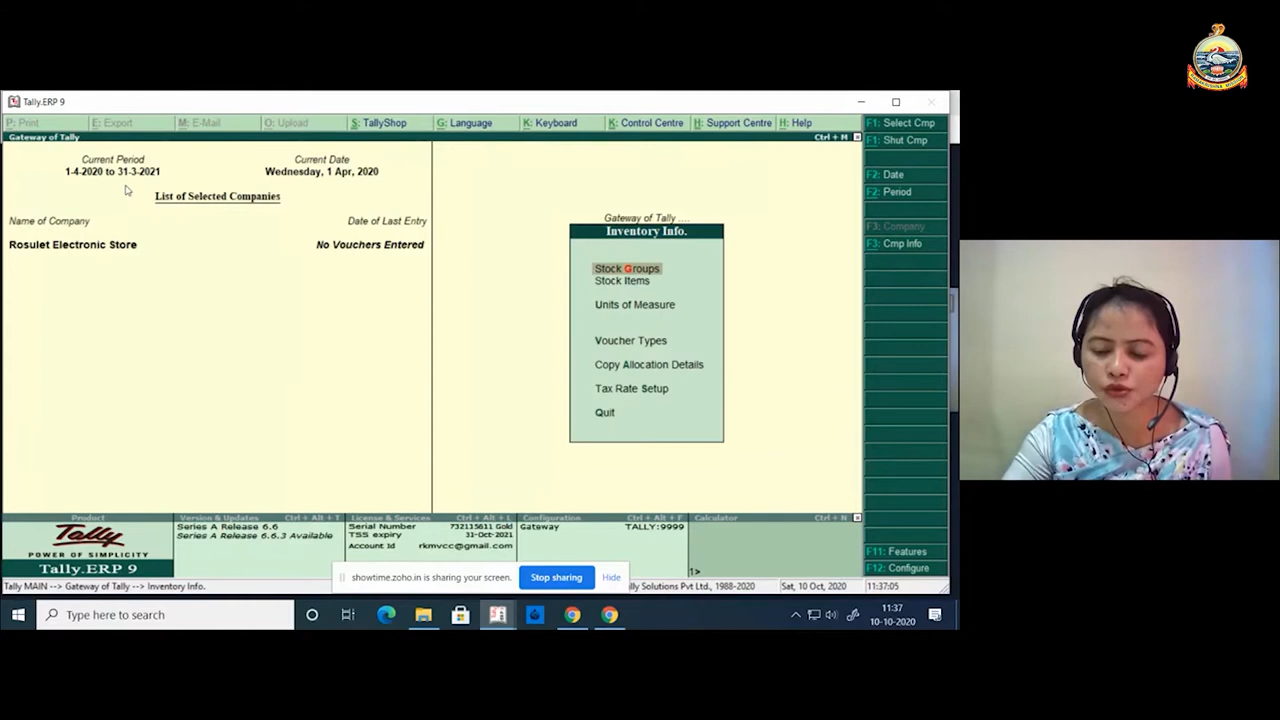 Tally.ERP 9
P: Print E: Export M: E-Mail O: Upload S: TallyShop G: Language K: Keyboard K: Control Centre H: Support Centre H: Help
F1: Select Cmp
Gateway of Tally Ctrl + M
F1: Shut Cmp
Current Period Current Date
1-4-2020 to 31-3-2021 Wednesday, 1 Apr, 2020
F2: Date
F2: Period
List of Selected Companies
Name of Company Date of Last Entry
Rosulet Electronic Store No Vouchers Entered
Gateway of Tally ....
Inventory Info.
Stock Groups
Stock Items
Units of Measure
Voucher Types
Copy Allocation Details
Tax Rate Setup
Quit
F3: Company
F3: Cmp Info
F11: Features
F12: Configure
Product
Tally
POWER OF SIMPLICITY
Tally.ERP 9
Version & Updates Ctrl + Alt + T
Series A Release 6.6
Series A Release 6.6.3 Available
License & Services Ctrl + Alt + L
Serial Number 732115611 Gold
TSS expiry 31-Oct-2021
Account Id rkmvcc@gmail.com
Configuration Ctrl + Alt + F
Gateway TALLY:9999
Calculator Ctrl + N
1>
Tally MAIN --> Gateway of Tally --> Inventory Info.
showtime.zoho.in is sharing your screen. Stop sharing Hide
Solutions Pvt Ltd., 1988-2020 Sat, 10 Oct, 2020 11:37:05
Type here to search
11:37
10-10-2020